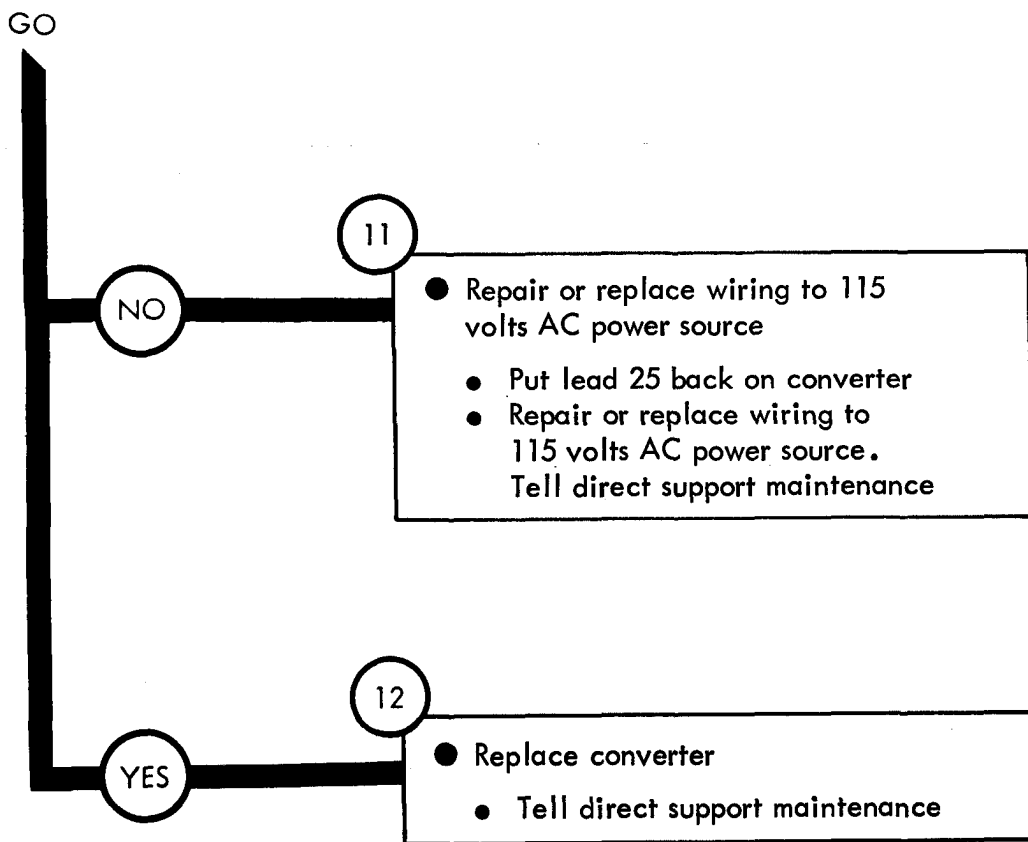 GO
11
NO
● Repair or replace wiring to 115
volts AC power source
● Put lead 25 back on converter
● Repair or replace wiring to
115 volts AC power source.
Tell direct support maintenance
12
YES
● Replace converter
● Tell direct support maintenance